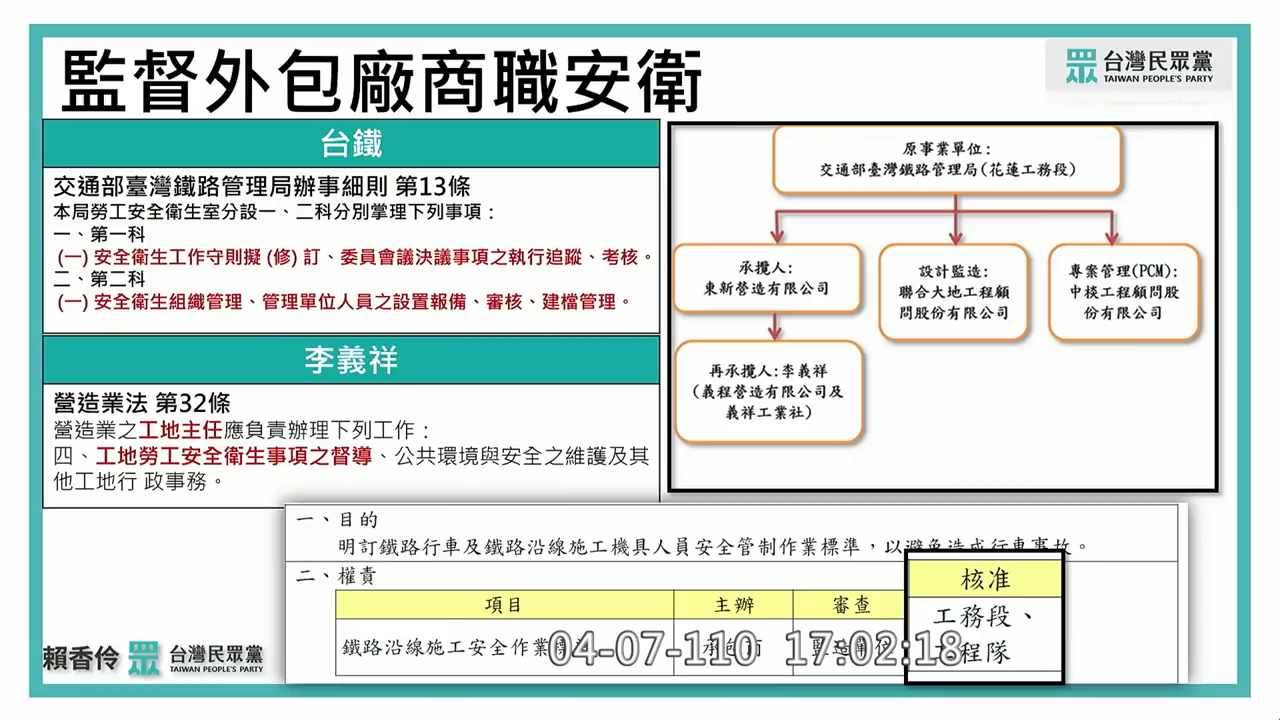 監督外包廠商職安衛
眾 台灣民眾黨
TAIWAN PEOPLE'S PARTY
台鐵
交通部臺灣鐵路管理局辦事細則 第13條
本局勞工安全衛生室分設一、二科分別掌理下列事項：
一、第一科
(一) 安全衛生工作守則擬 (修) 訂、委員會議決議事項之執行追蹤、考核。
二、第二科
(一) 安全衛生組織管理、管理單位人員之設置報備、審核、建檔管理。
李義祥
營造業法 第32條
營造業之工地主任應負責辦理下列工作：
四、工地勞工安全衛生事項之督導、公共環境與安全之維護及其
他工地行 政事務。
原事業單位：
交通部臺灣鐵路管理局(花蓮工務段)
承攬人：
東新營造有限公司
設計監造：
聯合大地工程顧
問股份有限公司
專案管理(PCM)：
中棪工程顧問股
份有限公司
再承攬人:李義祥
(義程營造有限公司及
義祥工業社)
一、目的
明訂鐵路行車及鐵路沿線施工機具人員安全管制作業標準，以避免造成行車事故。
二、權責
項目 主辦 審查 核准
鐵路沿線施工安全作業
工務段、
程隊
04-07-110 17:02:18
賴香伶 眾 台灣民眾黨
TAIWAN PEOPLE'S PARTY